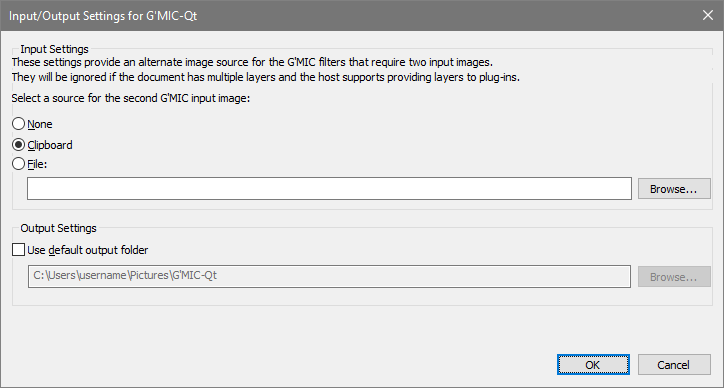 Input/Output Settings for G'MIC-Qt
Input Settings
These settings provide an alternate image source for the G'MIC filters that require two input images.
They will be ignored if the document has multiple layers and the host supports providing layers to plug-ins.
Select a source for the second G'MIC input image:
None
Clipboard
File:
Browse...
Output Settings
Use default output folder
C:\Users\username\Pictures\G'MIC-Qt
Browse...
OK
Cancel